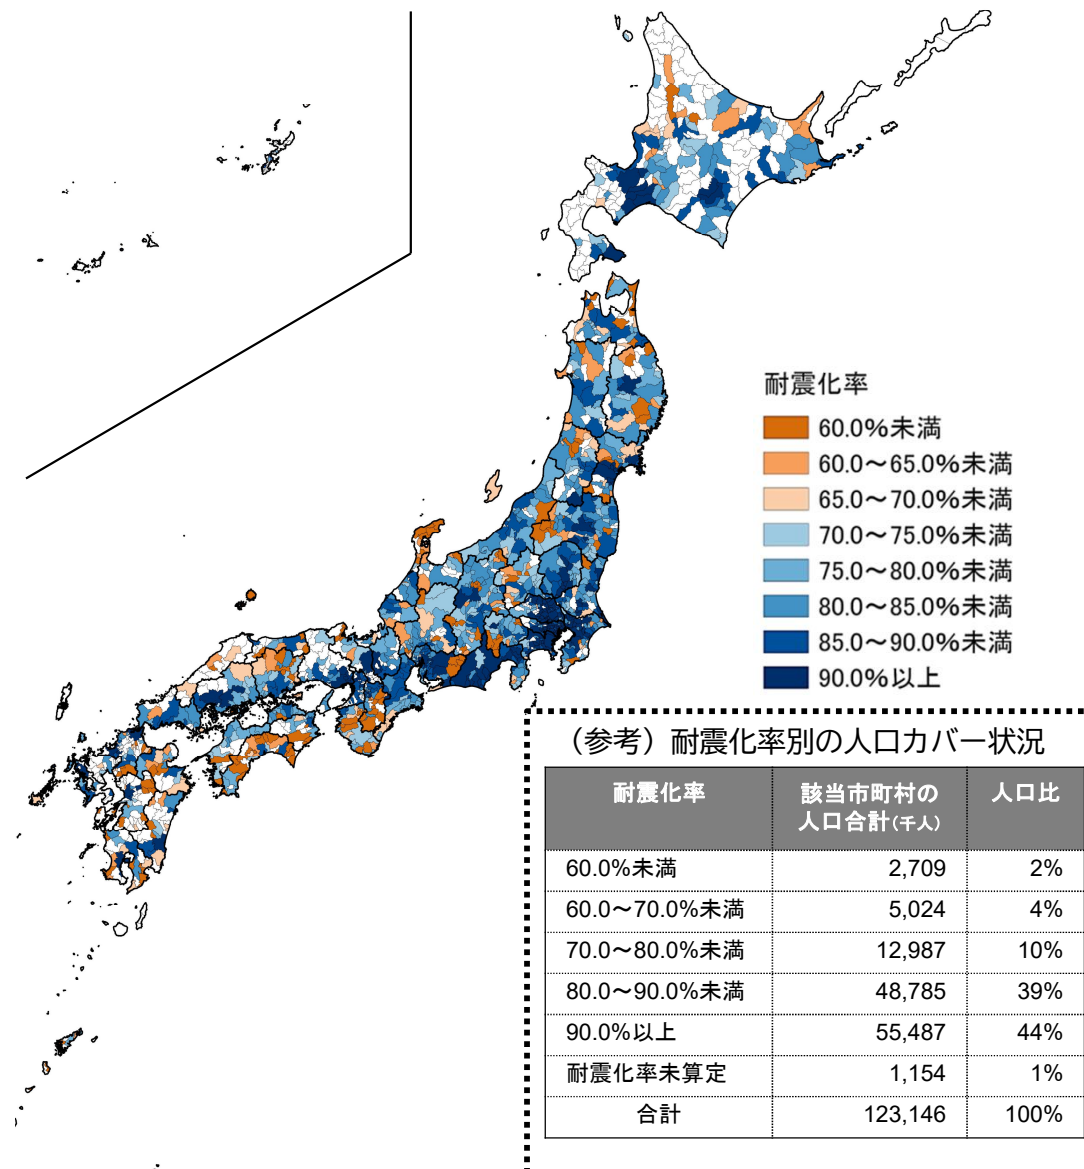 耐震化率
60.0%未満
60.0～65.0%未満
65.0～70.0%未満
70.0～75.0%未満
75.0～80.0%未満
80.0～85.0%未満
85.0～90.0%未満
90.0%以上
（参考）耐震化率別の人口カバー状況
耐震化率 該当市町村の 人口比
人口合計(千人)
60.0%未満 2,709 2%
60.0～70.0%未満 5,024 4%
70.0～80.0%未満 12,987 10%
80.0～90.0%未満 48,785 39%
90.0%以上 55,487 44%
耐震化率未算定 1,154 1%
合計 123,146 100%